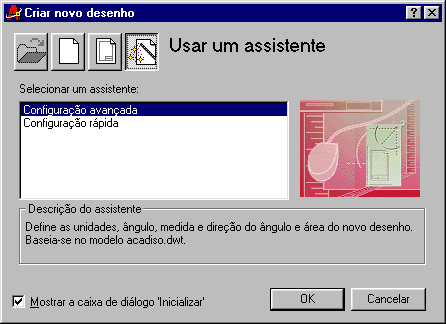 Criar novo desenho
Usar um assistente
Selecionar um assistente:
Configuração avançada
Configuração rápida
Descrição do assistente
Define as unidades, ângulo, medida e direção do ângulo e área do novo desenho.
Baseia-se no modelo acadiso.dwt.
Mostrar a caixa de diálogo 'Inicializar'
OK
Cancelar